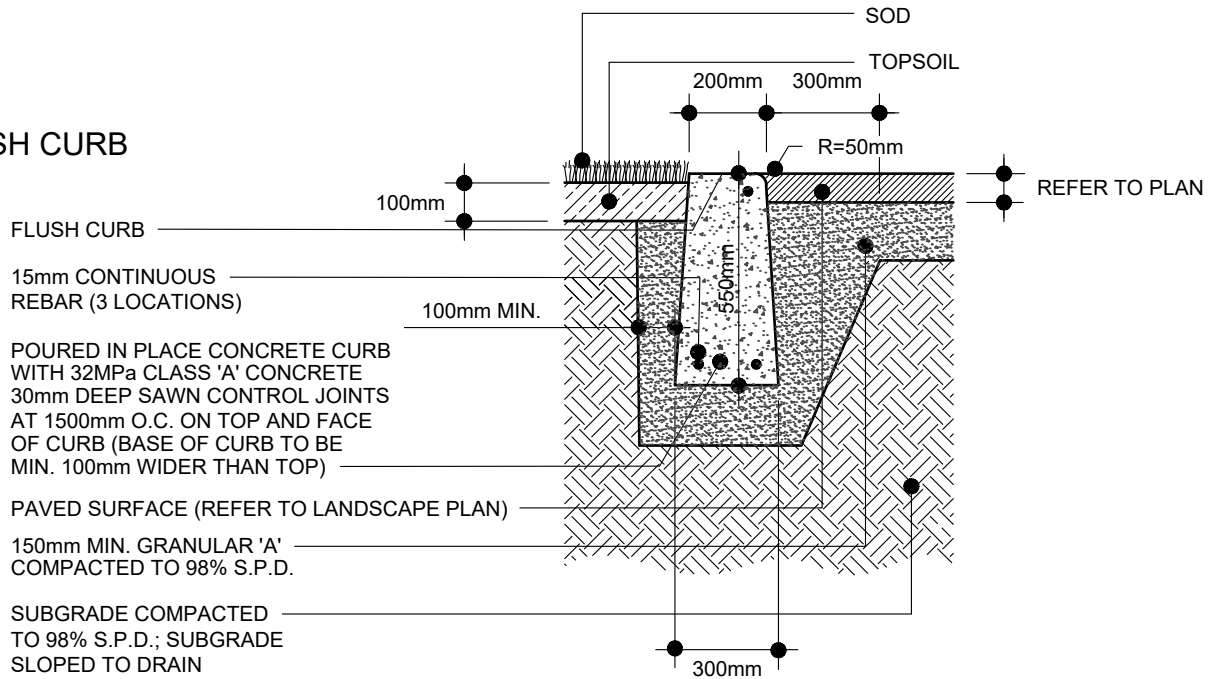 SOD
TOPSOIL
200mm
300mm
SH CURB
R=50mm
REFER TO PLAN
100mm
FLUSH CURB
15mm CONTINUOUS
REBAR (3 LOCATIONS)
550mm
100mm MIN.
POURED IN PLACE CONCRETE CURB
WITH 32MPa CLASS 'A' CONCRETE
30mm DEEP SAWN CONTROL JOINTS
AT 1500mm O.C. ON TOP AND FACE
OF CURB (BASE OF CURB TO BE
MIN. 100mm WIDER THAN TOP)
PAVED SURFACE (REFER TO LANDSCAPE PLAN)
150mm MIN. GRANULAR 'A'
COMPACTED TO 98% S.P.D.
SUBGRADE COMPACTED
TO 98% S.P.D.; SUBGRADE
SLOPED TO DRAIN
300mm